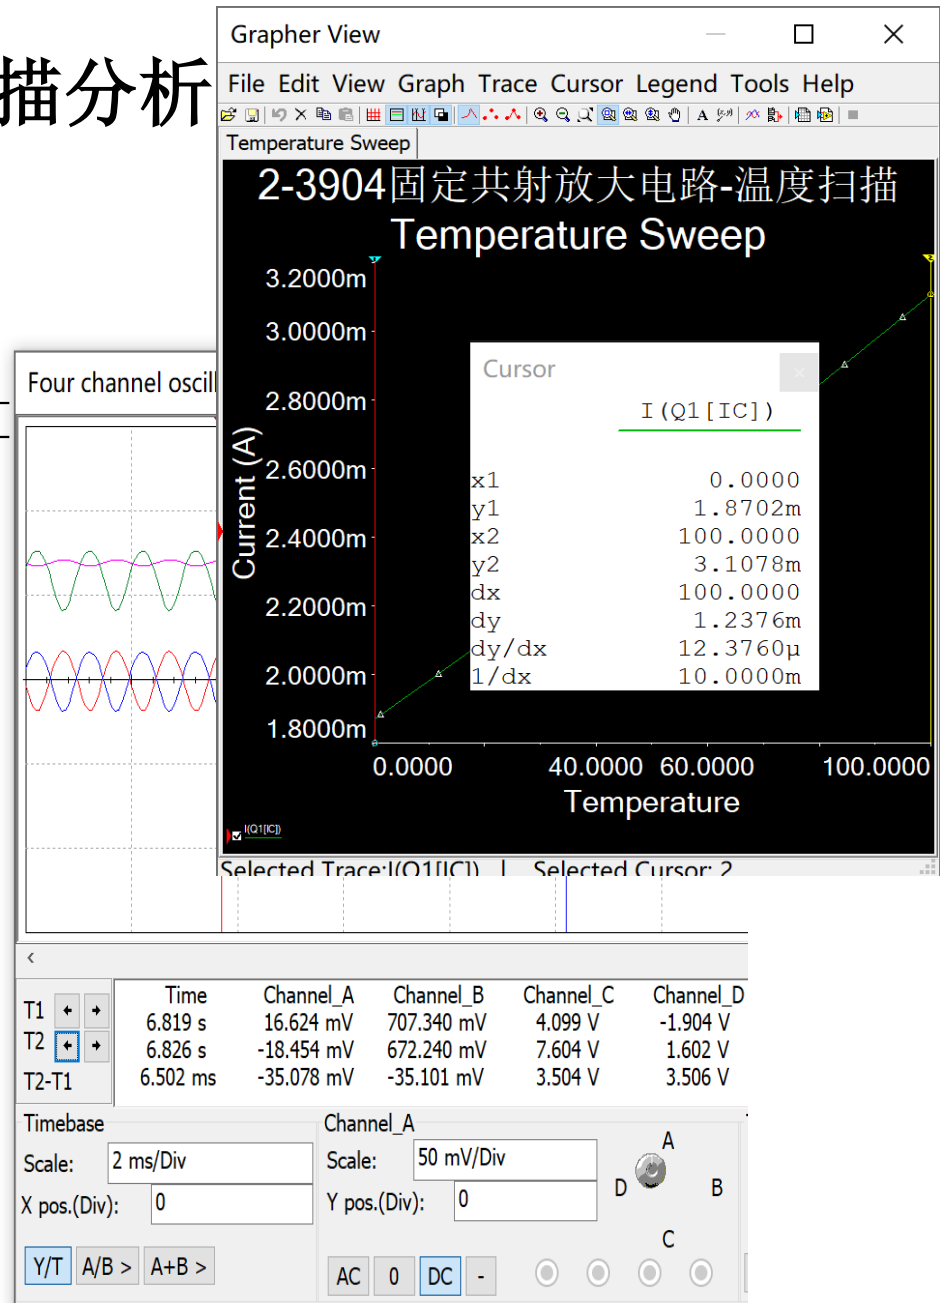 描分析
Grapher View
File Edit View Graph Trace Cursor Legend Tools Help
Temperature Sweep
2-3904固定共射放大电路-温度扫描
Temperature Sweep
3.2000m
3.0000m
2.8000m
2.6000m
2.4000m
2.2000m
2.0000m
1.8000m
Current (A)
Cursor
I(Q1[IC])
x1 0.0000
y1 1.8702m
x2 100.0000
y2 3.1078m
dx 100.0000
dy 1.2376m
dy/dx 12.3760µ
1/dx 10.0000m
0.0000 40.0000 60.0000 100.0000
Temperature
I(Q1[IC])
Selected Trace:I(Q1[IC]) | Selected Cursor: 2
Four channel oscil
Time Channel_A Channel_B Channel_C Channel_D
T1 6.819 s 16.624 mV 707.340 mV 4.099 V -1.904 V
T2 6.826 s -18.454 mV 672.240 mV 7.604 V 1.602 V
T2-T1 6.502 ms -35.078 mV -35.101 mV 3.504 V 3.506 V
Timebase
Scale: 2 ms/Div
X pos.(Div): 0
Y/T A/B > A+B >
Channel_A
Scale: 50 mV/Div
Y pos.(Div): 0
AC 0 DC -
A
D B
C